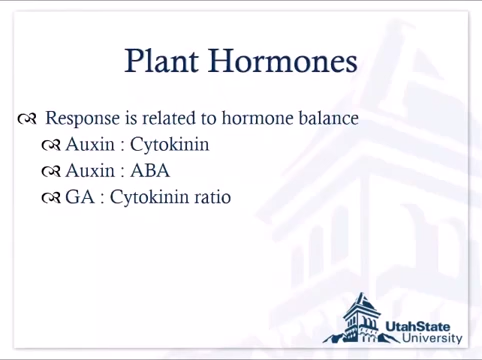 Plant Hormones
Response is related to hormone balance
Auxin : Cytokinin
Auxin : ABA
GA : Cytokinin ratio
UtahState
University